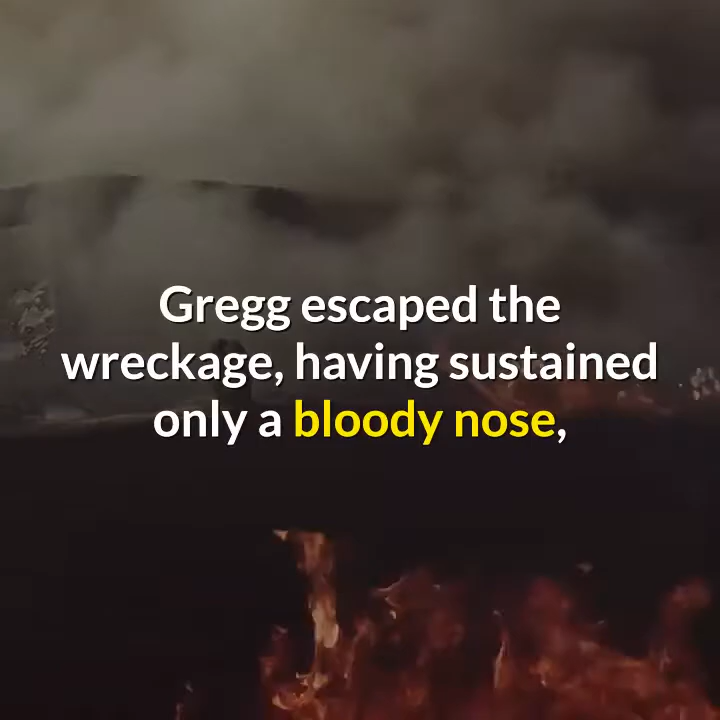 Gregg escaped the
wreckage, having sustained
only a bloody nose,